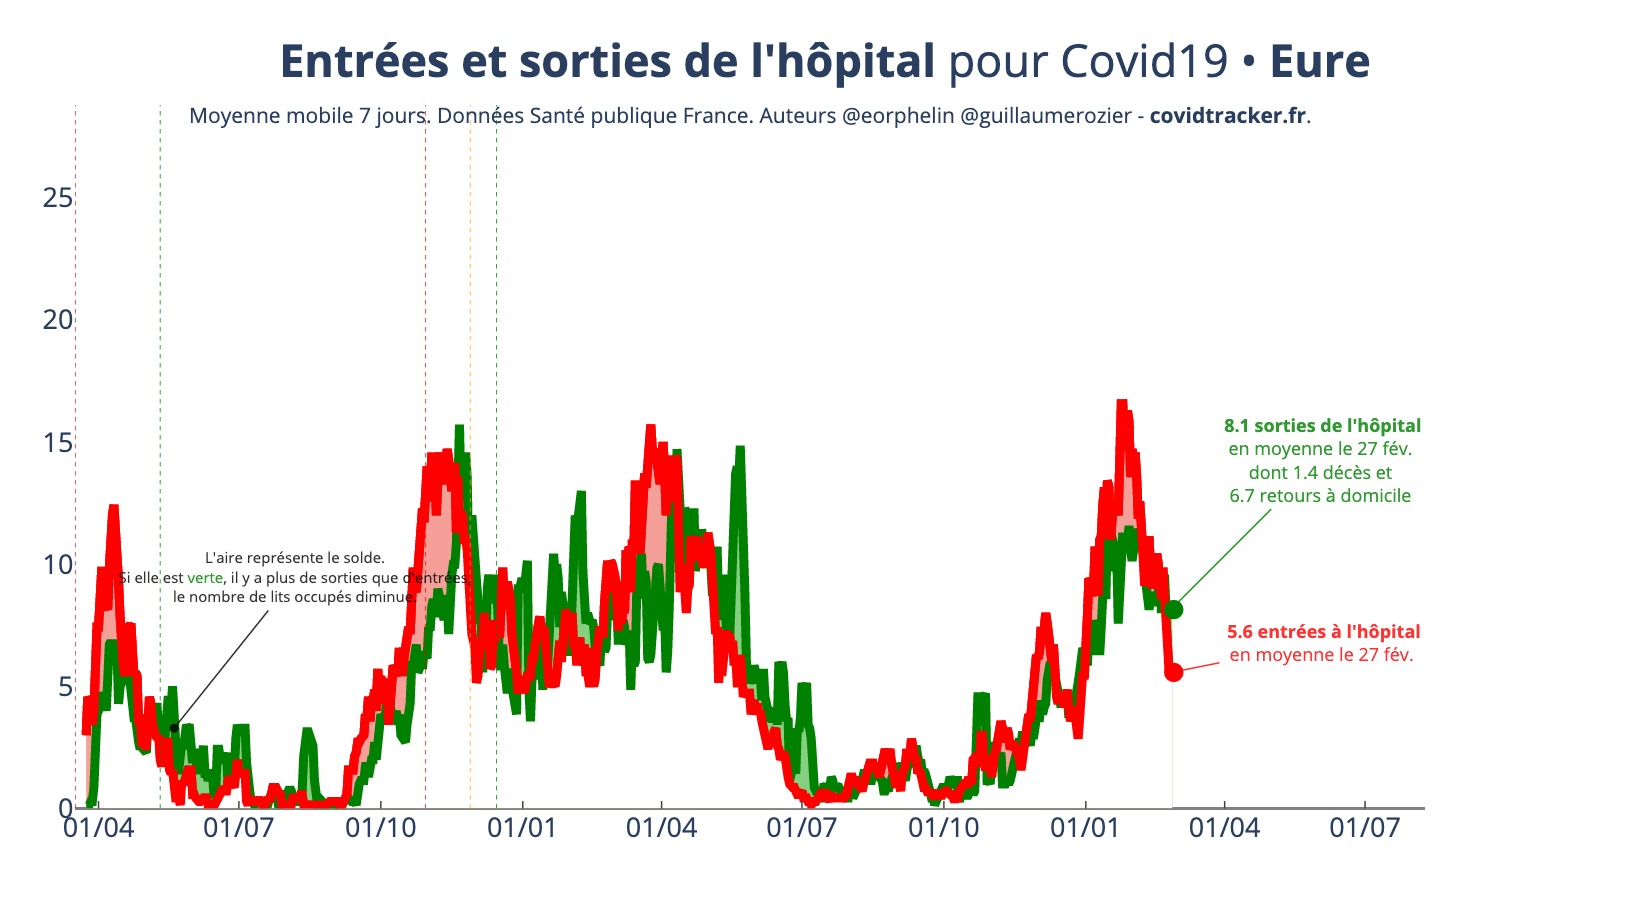 Entrées et sorties de l'hôpital pour Covid19 • Eure
Moyenne mobile 7 jours. Données Santé publique France. Auteurs @eorphelin @guillaumerozier - covidtracker.fr.
25
20
15
10
5
0
L'aire représente le solde.
Si elle est verte, il y a plus de sorties que d'entrées,
le nombre de lits occupés diminue.
8.1 sorties de l'hôpital
en moyenne le 27 fév.
dont 1.4 décès et
6.7 retours à domicile
5.6 entrées à l'hôpital
en moyenne le 27 fév.
01/04 01/07 01/10 01/01 01/04 01/07 01/10 01/01 01/04 01/07